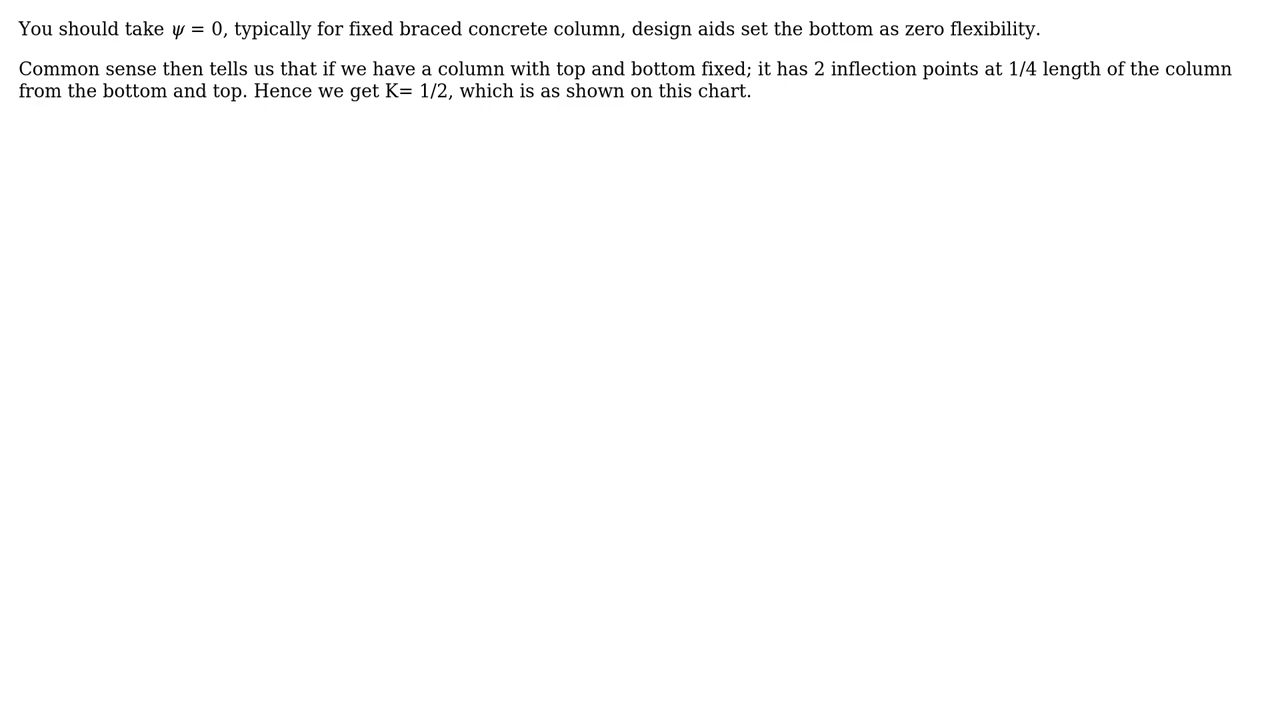 You should take ψ = 0, typically for fixed braced concrete column, design aids set the bottom as zero flexibility.
Common sense then tells us that if we have a column with top and bottom fixed; it has 2 inflection points at 1/4 length of the column
from the bottom and top. Hence we get K= 1/2, which is as shown on this chart.